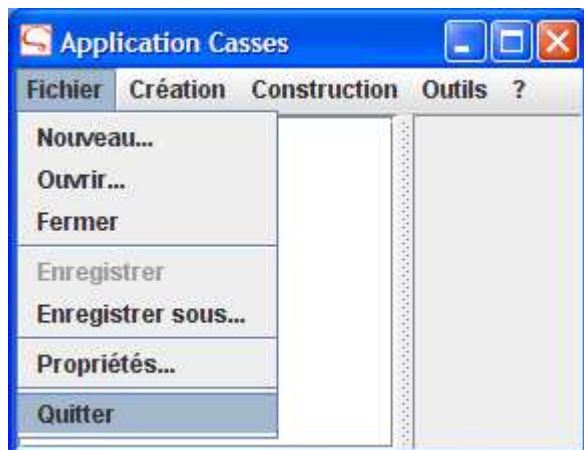 Application Casses
Fichier Création Construction Outils ?
Nouveau...
Ouvrir...
Fermer
Enregistrer
Enregistrer sous...
Propriétés...
Quitter